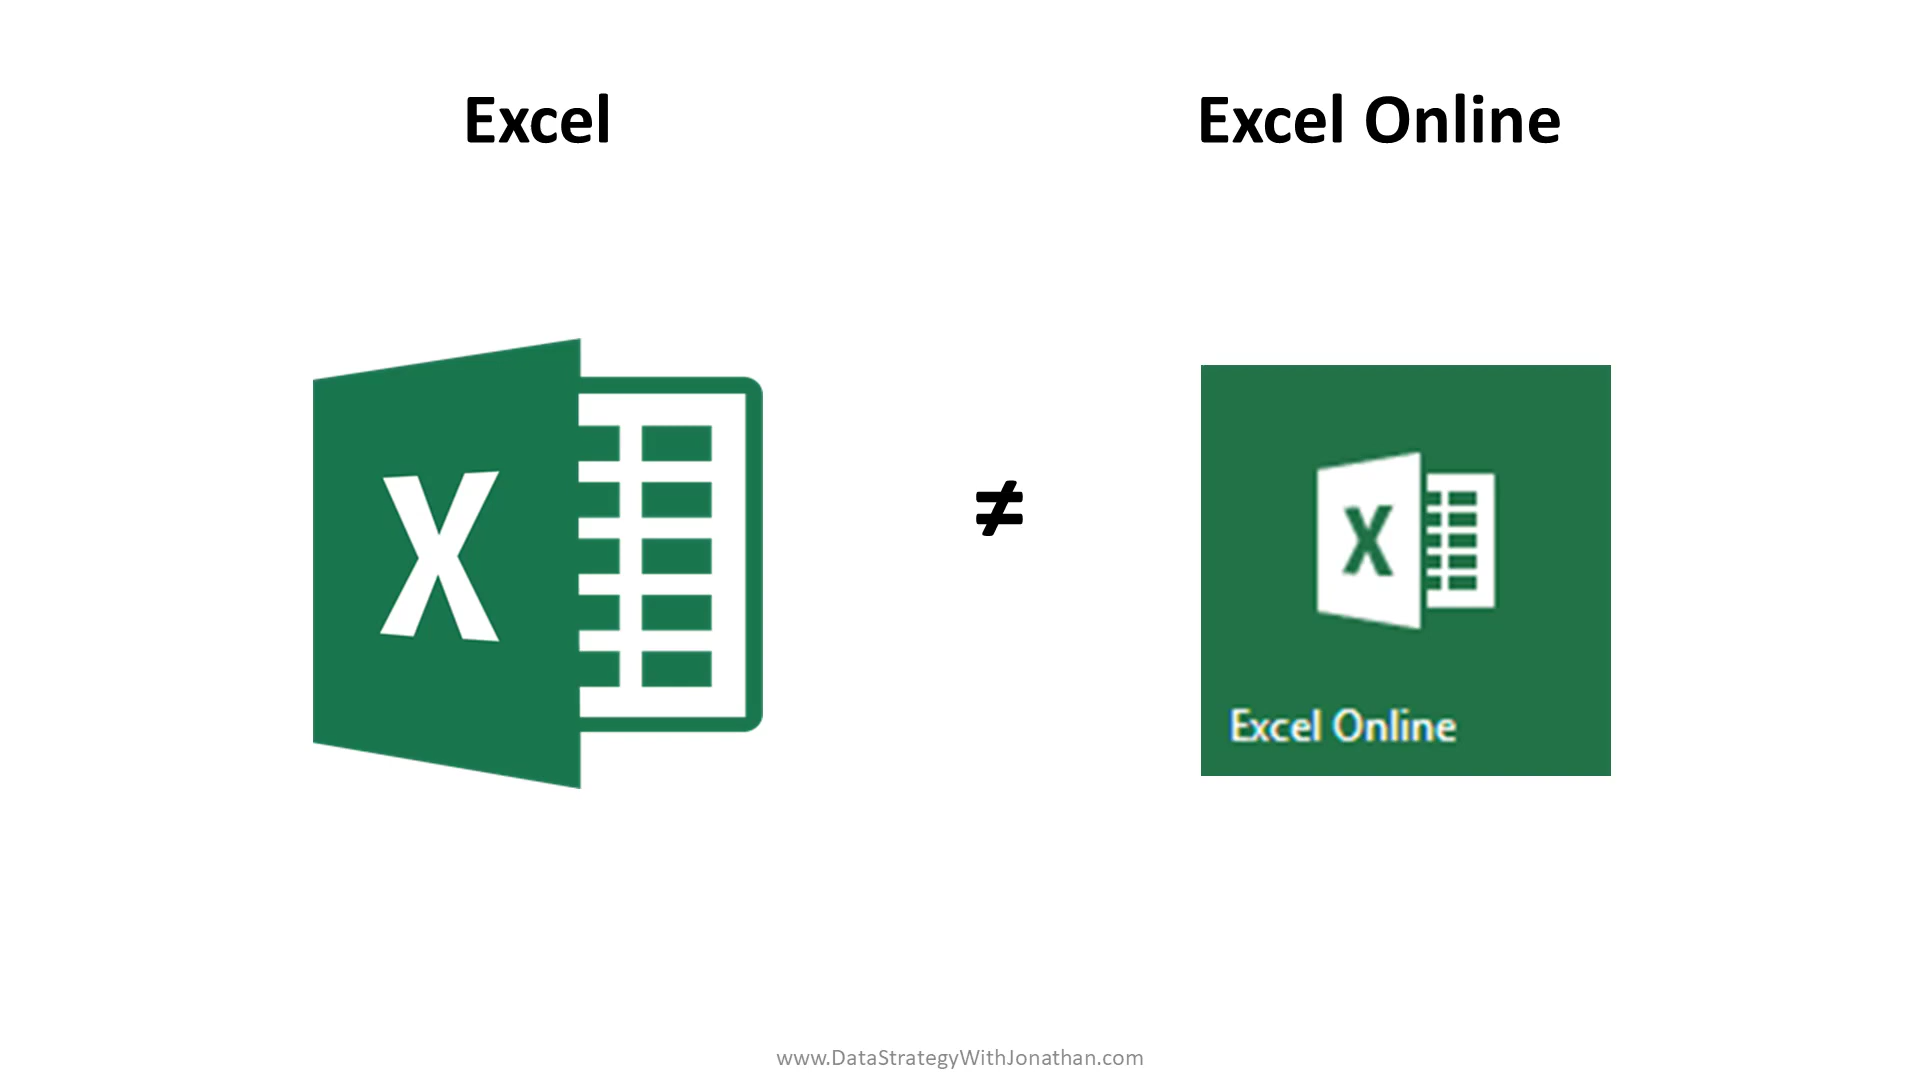 Excel
Excel Online
X
≠
X
Excel Online
www.DataStrategyWithJonathan.com